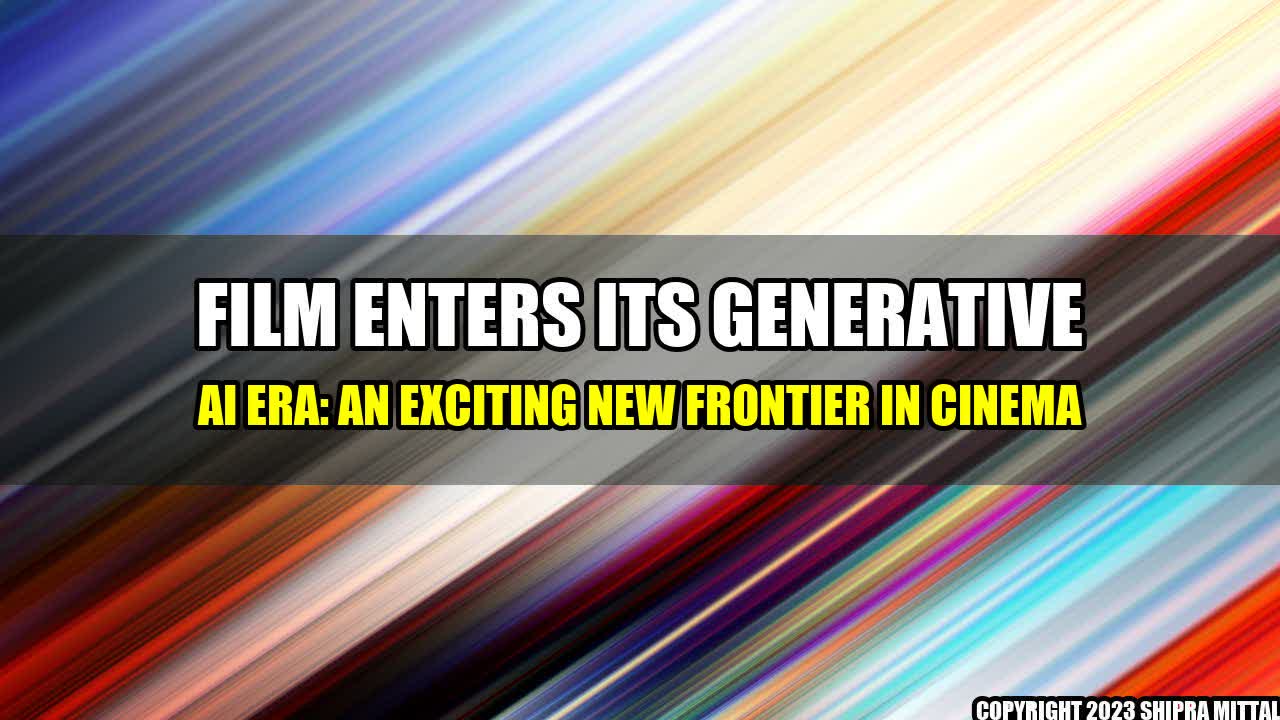 FILM ENTERS ITS GENERATIVE
AI ERA: AN EXCITING NEW FRONTIER IN CINEMA
COPYRIGHT 2023 SHIPRA MITTAL